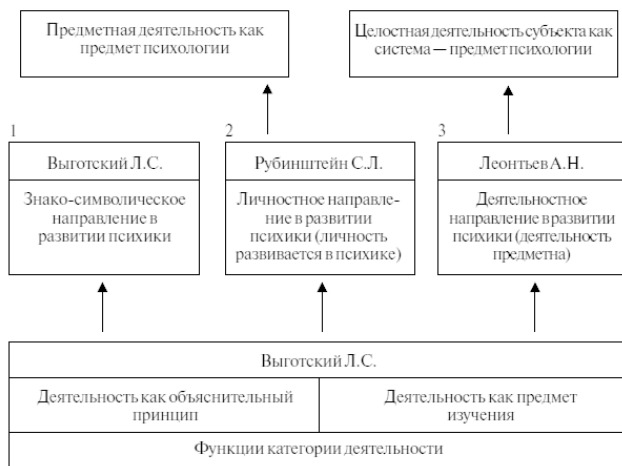 Предметная деятельность как
предмет психологии
Целостная деятельность субъекта как
система — предмет психологии
1
2
3
Выготский Л.С.
Рубинштейн С.Л.
Леонтьев А.Н.
Знако-символическое
направление в
развитии психики
Личностное направле-
ние в развитии
психики (личность
развивается в психике)
Деятельностное
направление в развитии
психики (деятельность
предметна)
Выготский Л.С.
Деятельность как объяснительный
принцип
Деятельность как предмет
изучения
Функции категории деятельности